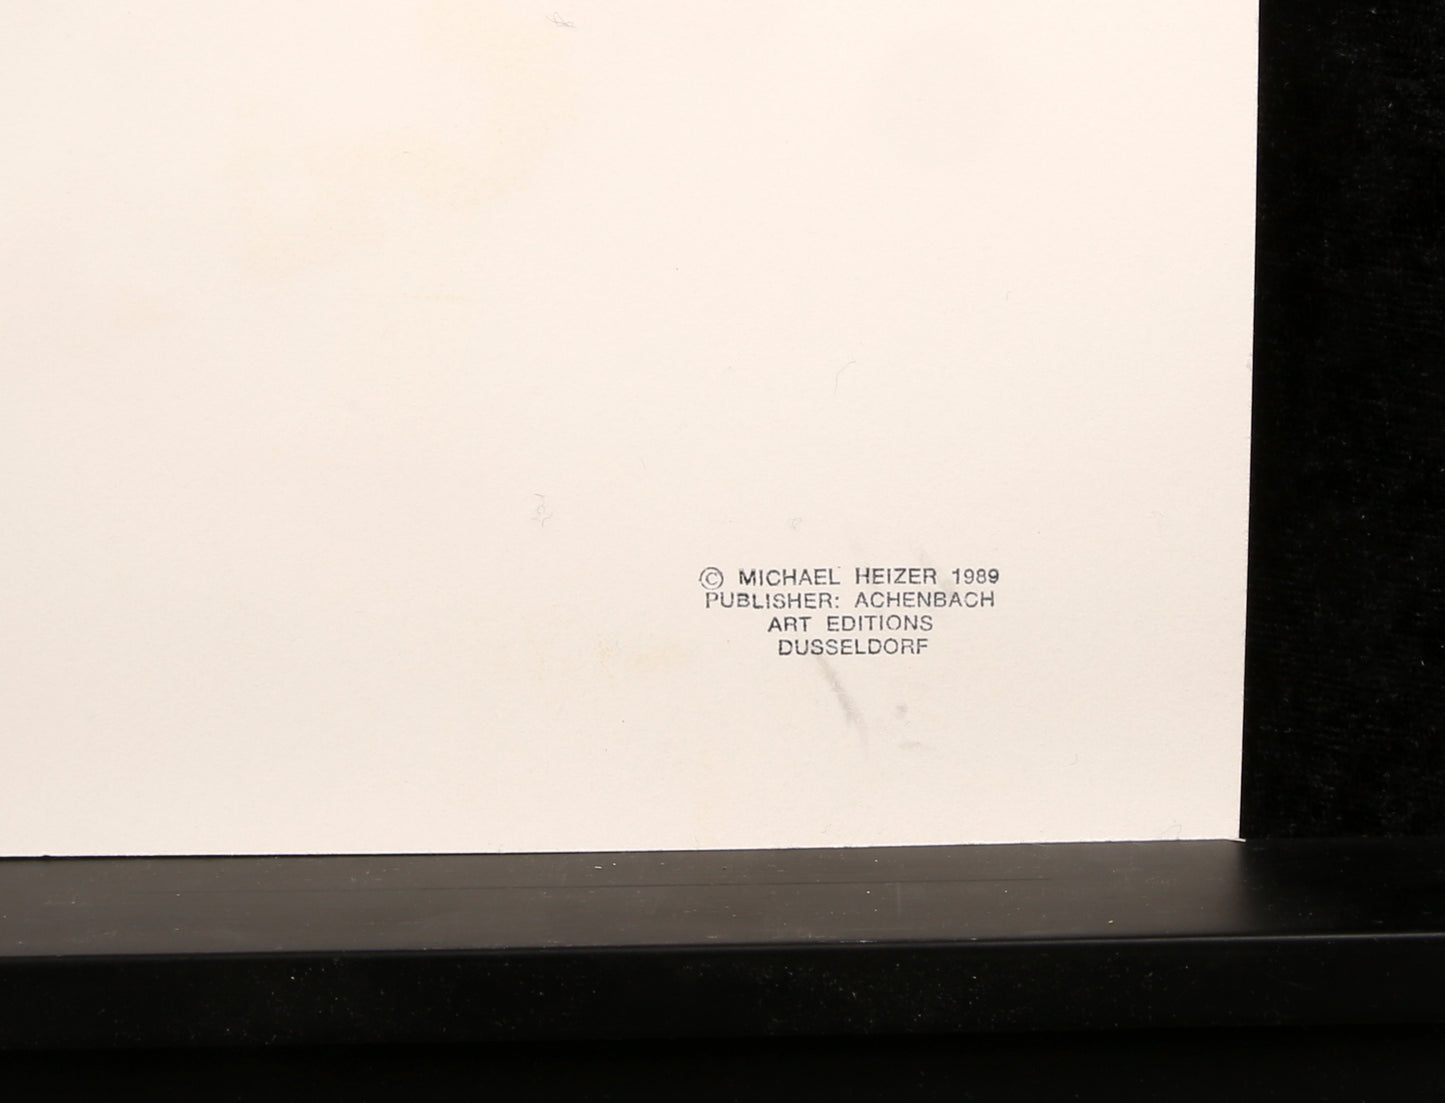 © MICHAEL HEIZER 1989
PUBLISHER: ACHENBACH
ART EDITIONS
DUSSELDORF